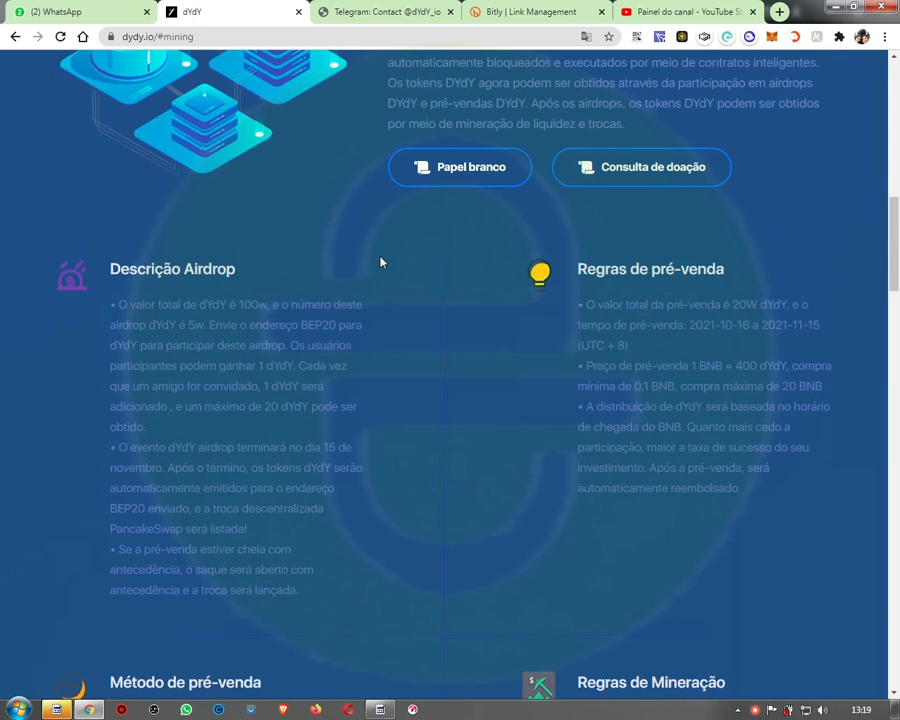 (2) WhatsApp
dYdY
Telegram: Contact @dYdY_io
Bitly | Link Management
Painel do canal - YouTube St
dydy.io/#mining
automaticamente bloqueados e executados por meio de contratos inteligentes.
Os tokens DYdY agora podem ser obtidos através da participação em airdrops
DYdY e pré-vendas DYdY. Após os airdrops, os tokens DYdY podem ser obtidos
por meio de mineração de liquidez e trocas.
Papel branco
Consulta de doação
Descrição Airdrop
• O valor total de dYdY é 100w, e o número deste
airdrop dYdY é 5w. Envie o endereço BEP20 para
dYdY para participar deste airdrop. Os usuários
participantes podem ganhar 1 dYdY. Cada vez
que um amigo for convidado, 1 dYdY será
adicionado , e um máximo de 20 dYdY pode ser
obtido.
• O evento dYdY airdrop terminará no dia 15 de
novembro. Após o término, os tokens dYdY serão
automaticamente emitidos para o endereço
BEP20 enviado, e a troca descentralizada
PancakeSwap será listada!
• Se a pré-venda estiver cheia com
antecedência, o saque será aberto com
antecedência e a troca será lançada.
Regras de pré-venda
• O valor total da pré-venda é 20W dYdY, e o
tempo de pré-venda: 2021-10-16 a 2021-11-15
(UTC + 8)
• Preço de pré-venda 1 BNB = 400 dYdY, compra
mínima de 0,1 BNB, compra máxima de 20 BNB
• A distribuição de dYdY será baseada no horário
de chegada do BNB. Quanto mais cedo a
participação, maior a taxa de sucesso do seu
investimento. Após a pré-venda, será
automaticamente reembolsado.
Método de pré-venda
Regras de Mineração
13:19